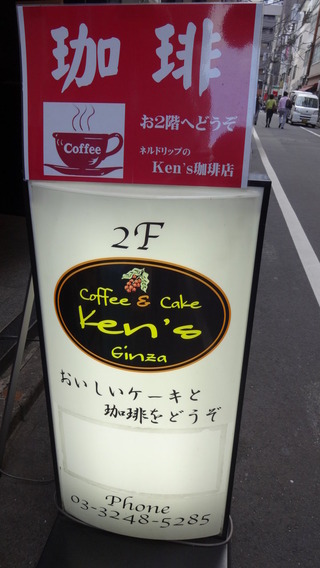 珈琲
Coffee
お2階へどうぞ
ネルドリップの
Ken's珈琲店
2F
Coffee & Cake
Ken's
Ginza
おいしいケーキと
珈琲をどうぞ
Phone
03-3248-5285